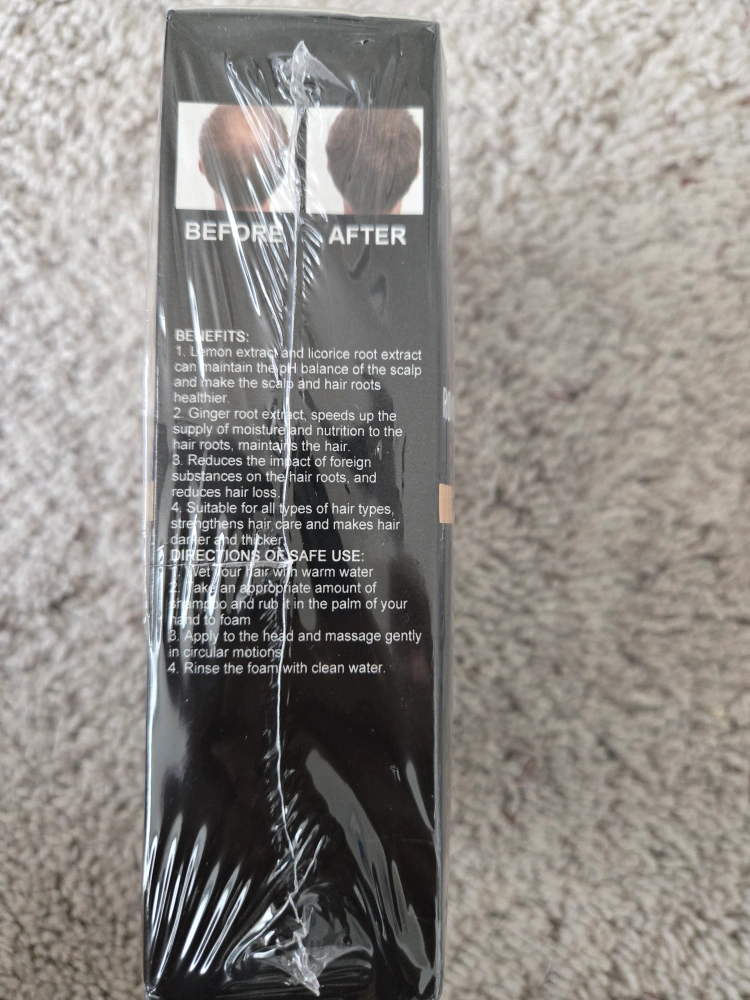 BEFORE AFTER
BENEFITS:
1. Lemon extract and licorice root extract
can maintain the pH balance of the scalp
and make the scalp and hair roots
healthier.
2. Ginger root extract, speeds up the
supply of moisture and nutrition to the
hair roots, maintains the hair.
3. Reduces the impact of foreign
substances on the hair roots, and
reduces hair loss.
4. Suitable for all types of hair types,
strengthens hair care and makes hair
darker and thicker.
DIRECTIONS OF SAFE USE:
1. Wet your hair with warm water
2. Take an appropriate amount of
shampoo and rub it in the palm of your
hand to foam
3. Apply to the head and massage gently
in circular motions
4. Rinse the foam with clean water.